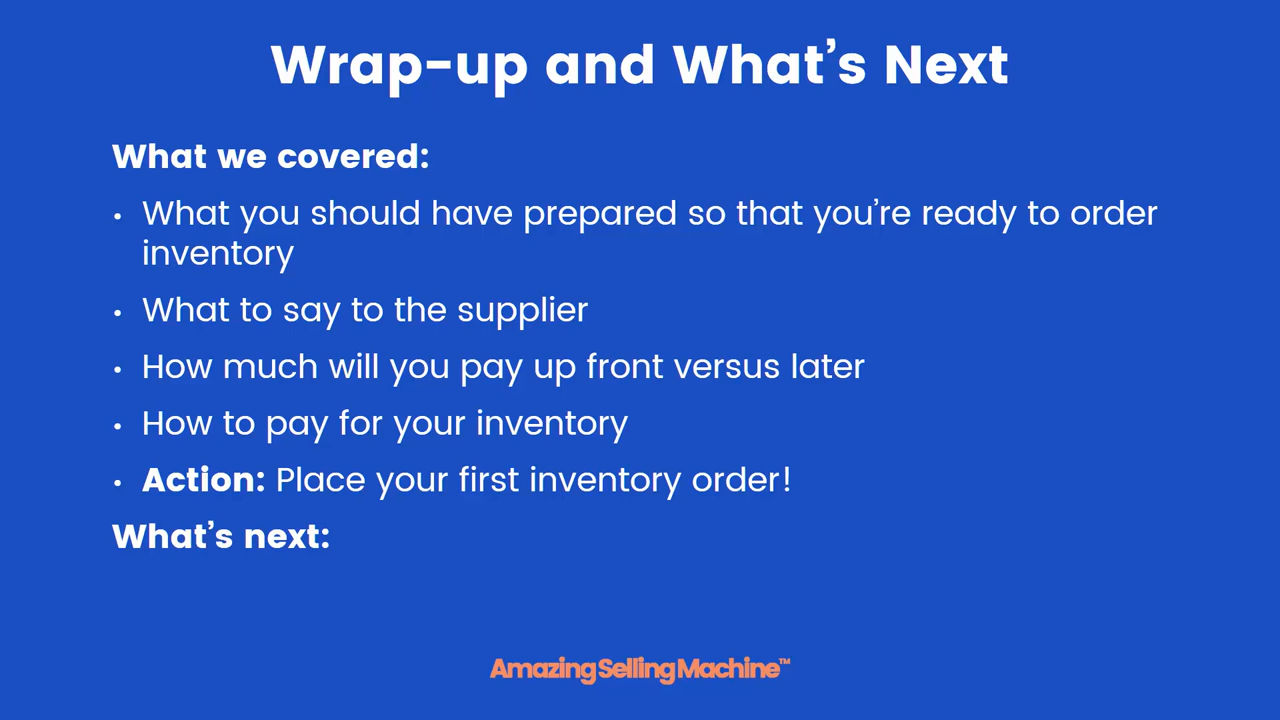 Wrap-up and What’s Next
What we covered:
• What you should have prepared so that you’re ready to order
inventory
• What to say to the supplier
• How much will you pay up front versus later
• How to pay for your inventory
• Action: Place your first inventory order!
What’s next:
AmazingSellingMachine™